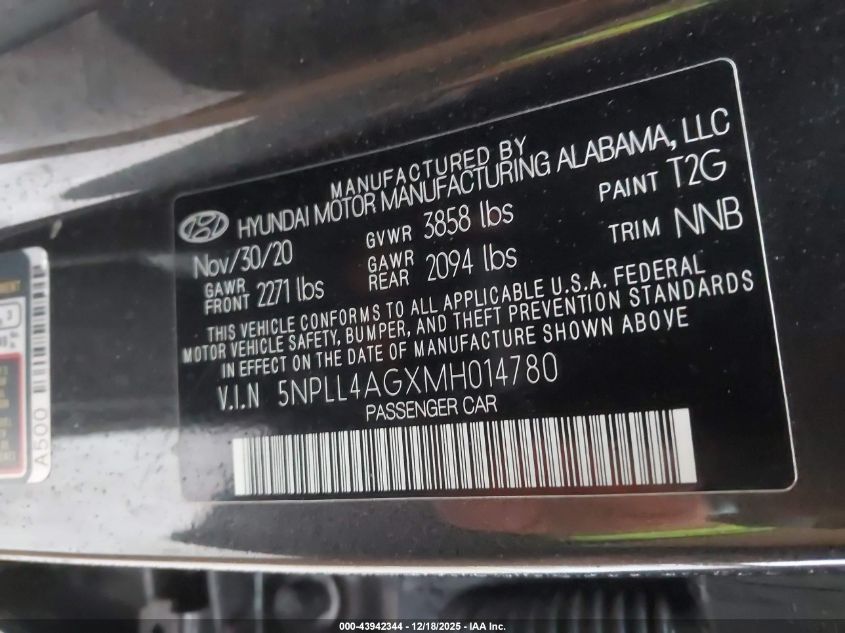 MANUFACTURED BY
HYUNDAI MOTOR MANUFACTURING ALABAMA, LLC
Nov/30/20 GVWR 3858 lbs PAINT T2G
GAWR FRONT 2271 lbs GAWR REAR 2094 lbs TRIM NNB
THIS VEHICLE CONFORMS TO ALL APPLICABLE U.S.A. FEDERAL
MOTOR VEHICLE SAFETY, BUMPER, AND THEFT PREVENTION STANDARDS
IN EFFECT ON THE DATE OF MANUFACTURE SHOWN ABOVE
V.I.N 5NPLL4AGXMH014780
PASSENGER CAR
A500
000-43942344 - 12/18/2025 - IAA Inc.